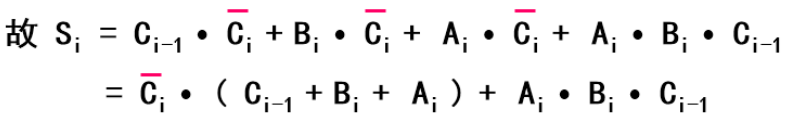 故 Sᵢ = Cᵢ₋₁ • C̅ᵢ + Bᵢ • C̅ᵢ + Aᵢ • C̅ᵢ + Aᵢ • Bᵢ • Cᵢ₋₁
= C̅ᵢ • ( Cᵢ₋₁ + Bᵢ + Aᵢ ) + Aᵢ • Bᵢ • Cᵢ₋₁